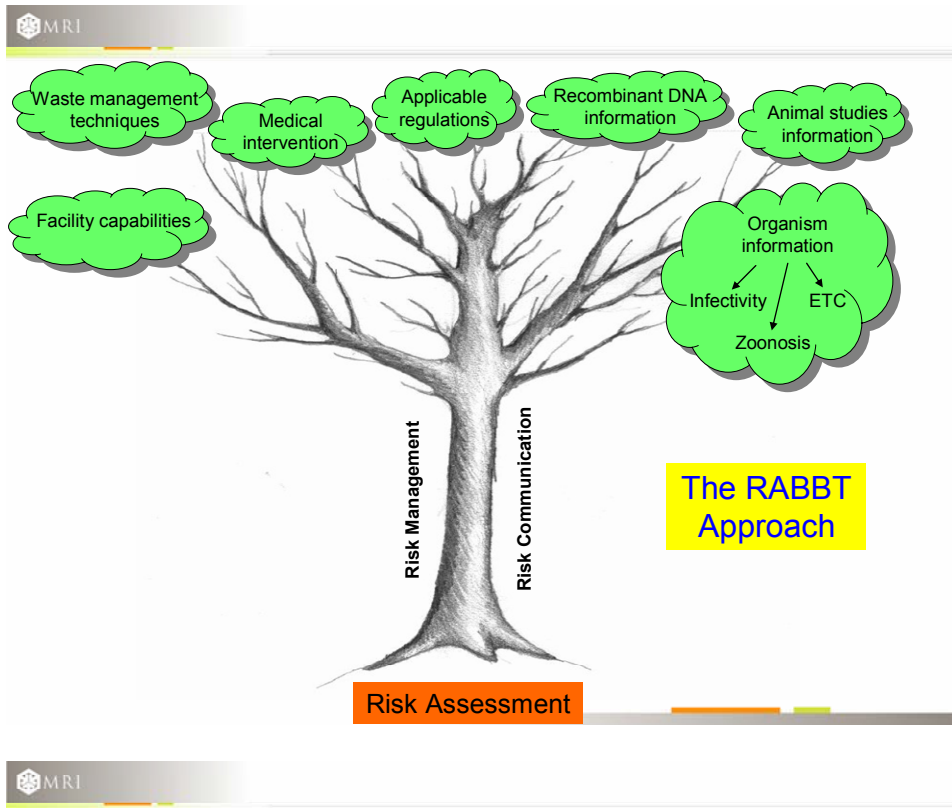 MRI
Waste management
techniques
Medical
intervention
Applicable
regulations
Recombinant DNA
information
Animal studies
information
Facility capabilities
Organism
information
Infectivity
ETC
Zoonosis
Risk Management
Risk Communication
The RABBT
Approach
Risk Assessment
MRI